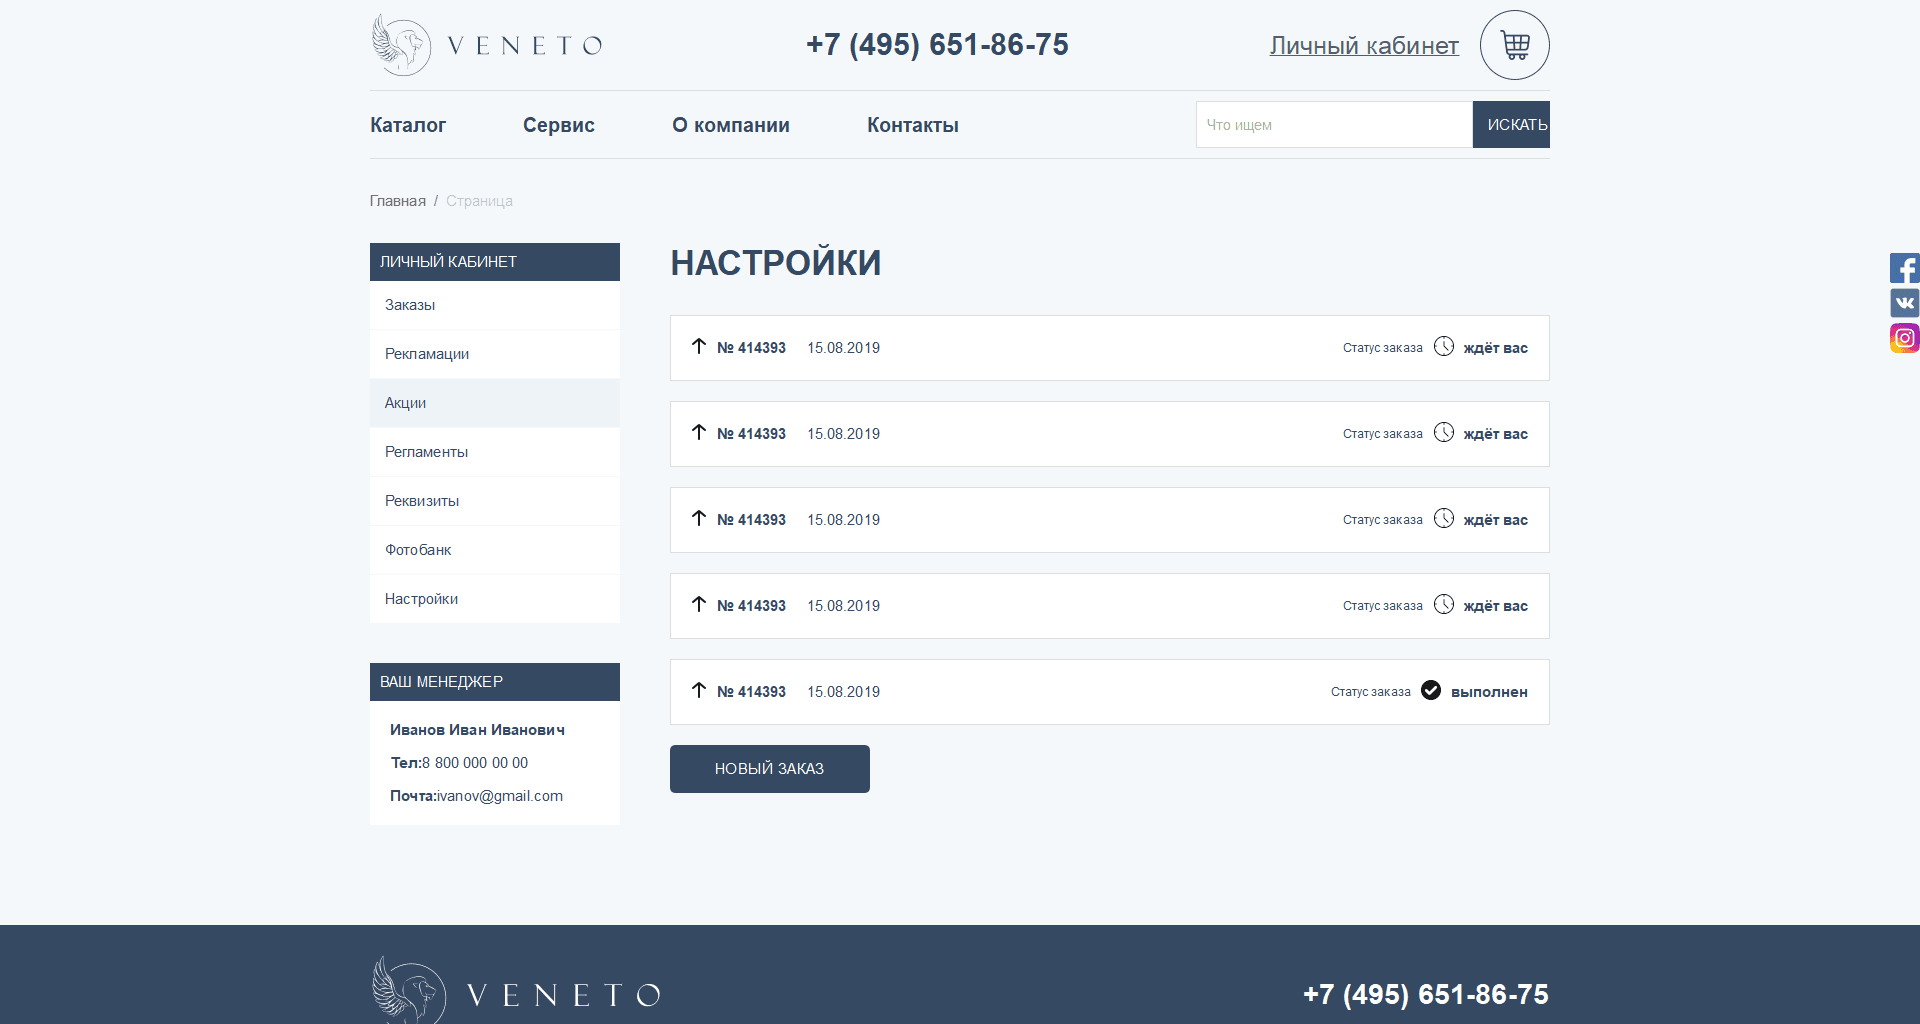 VENETO
+7 (495) 651-86-75
Личный кабинет
Каталог Сервис О компании Контакты
Что ищем
ИСКАТЬ
Главная / Страница
ЛИЧНЫЙ КАБИНЕТ
Заказы
Рекламации
Акции
Регламенты
Реквизиты
Фотобанк
Настройки
ВАШ МЕНЕДЖЕР
Иванов Иван Иванович
Тел:8 800 000 00 00
Почта:ivanov@gmail.com
НАСТРОЙКИ
№ 414393 15.08.2019 Статус заказа ждёт вас
№ 414393 15.08.2019 Статус заказа ждёт вас
№ 414393 15.08.2019 Статус заказа ждёт вас
№ 414393 15.08.2019 Статус заказа ждёт вас
№ 414393 15.08.2019 Статус заказа выполнен
НОВЫЙ ЗАКАЗ
VENETO
+7 (495) 651-86-75